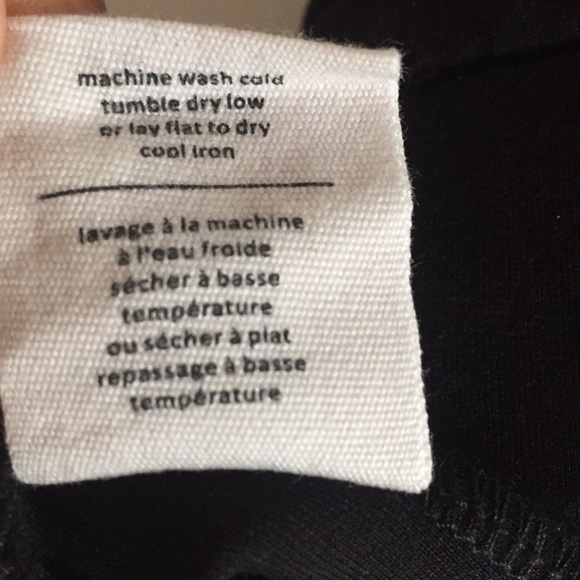 machine wash cold
tumble dry low
or lay flat to dry
cool iron
lavage à la machine
à l'eau froide
sécher à basse
température
ou sécher à plat
repassage à basse
température